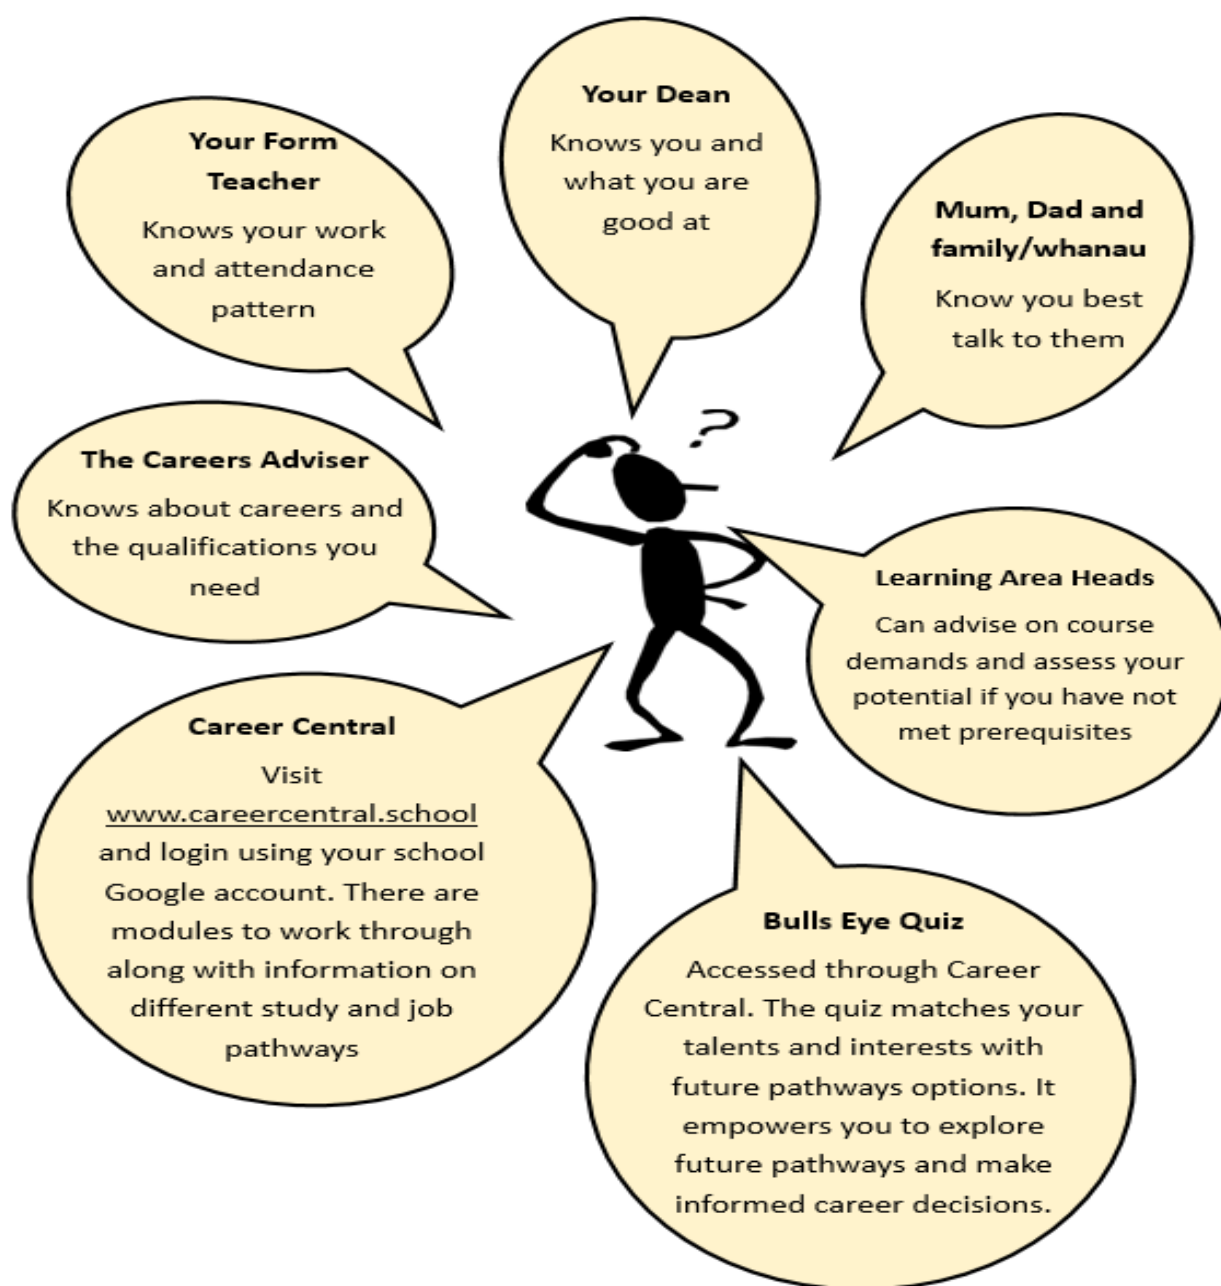 Your Dean
Knows you and
what you are
good at
Your Form
Teacher
Knows your work
and attendance
pattern
Mum, Dad and
family/whanau
Know you best
talk to them
?
The Careers Adviser
Knows about careers and
the qualifications you
need
Learning Area Heads
Can advise on course
demands and assess your
potential if you have not
met prerequisites
Career Central
Visit
www.careercentral.school
and login using your school
Google account. There are
modules to work through
along with information on
different study and job
pathways
Bulls Eye Quiz
Accessed through Career
Central. The quiz matches your
talents and interests with
future pathways options. It
empowers you to explore
future pathways and make
informed career decisions.